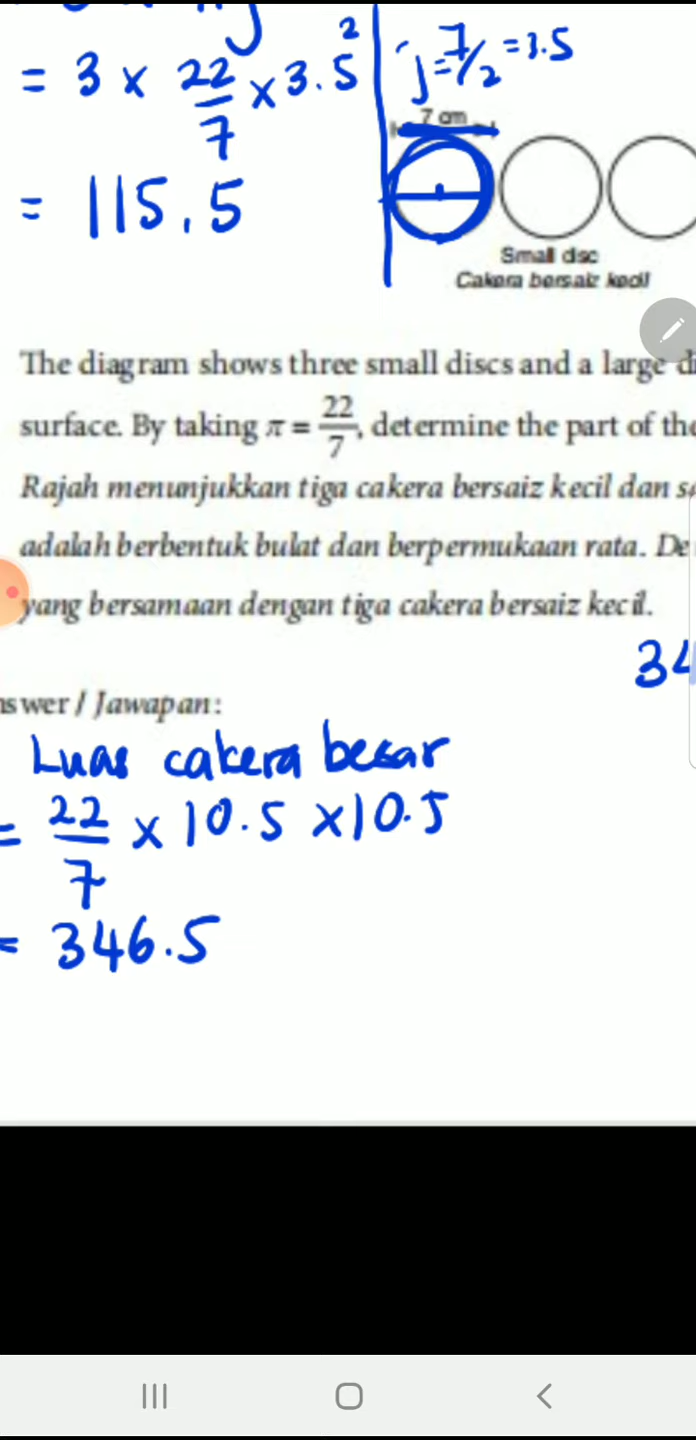 = 3 x 22/7 x 3.5²
j = 7/2 = 3.5
= 115.5
7 cm
Small disc
Cakera bersaiz kecil
The diagram shows three small discs and a large di
surface. By taking π = 22/7, determine the part of the
Rajah menunjukkan tiga cakera bersaiz kecil dan s
adalah berbentuk bulat dan berpermukaan rata. De
yang bersamaan dengan tiga cakera bersaiz kecil.
34
swer / Jawapan:
Luas cakera besar
= 22/7 x 10.5 x 10.5
= 346.5